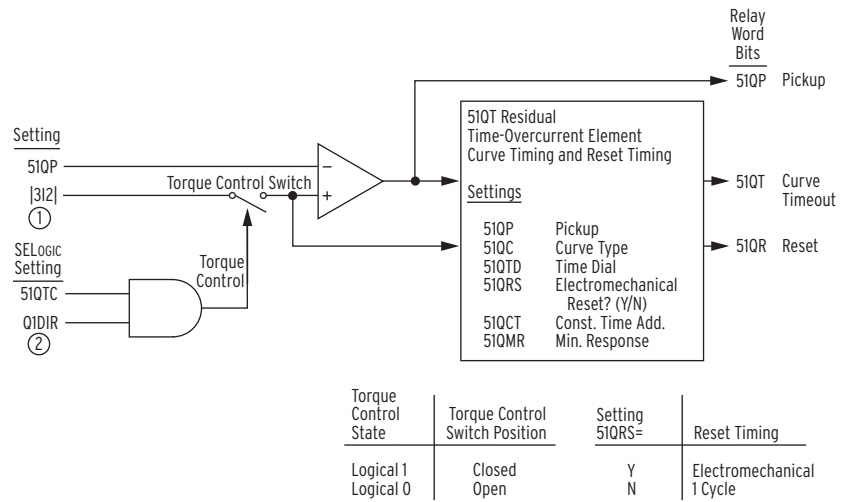 Relay
Word
Bits
51QP Pickup
51QT Residual
Time-Overcurrent Element
Curve Timing and Reset Timing
Settings
51QP Pickup
51QC Curve Type
51QTD Time Dial
51QRS Electromechanical
Reset? (Y/N)
51QCT Const. Time Add.
51QMR Min. Response
51QT Curve
Timeout
51QR Reset
Setting
51QP
|3I2|
1
Torque Control Switch
−
+
SELOGIC
Setting
51QTC
Q1DIR
2
Torque
Control
Torque
Control
State
Torque Control
Switch Position
Setting
51QRS=
Reset Timing
Logical 1 Closed Y Electromechanical
Logical 0 Open N 1 Cycle